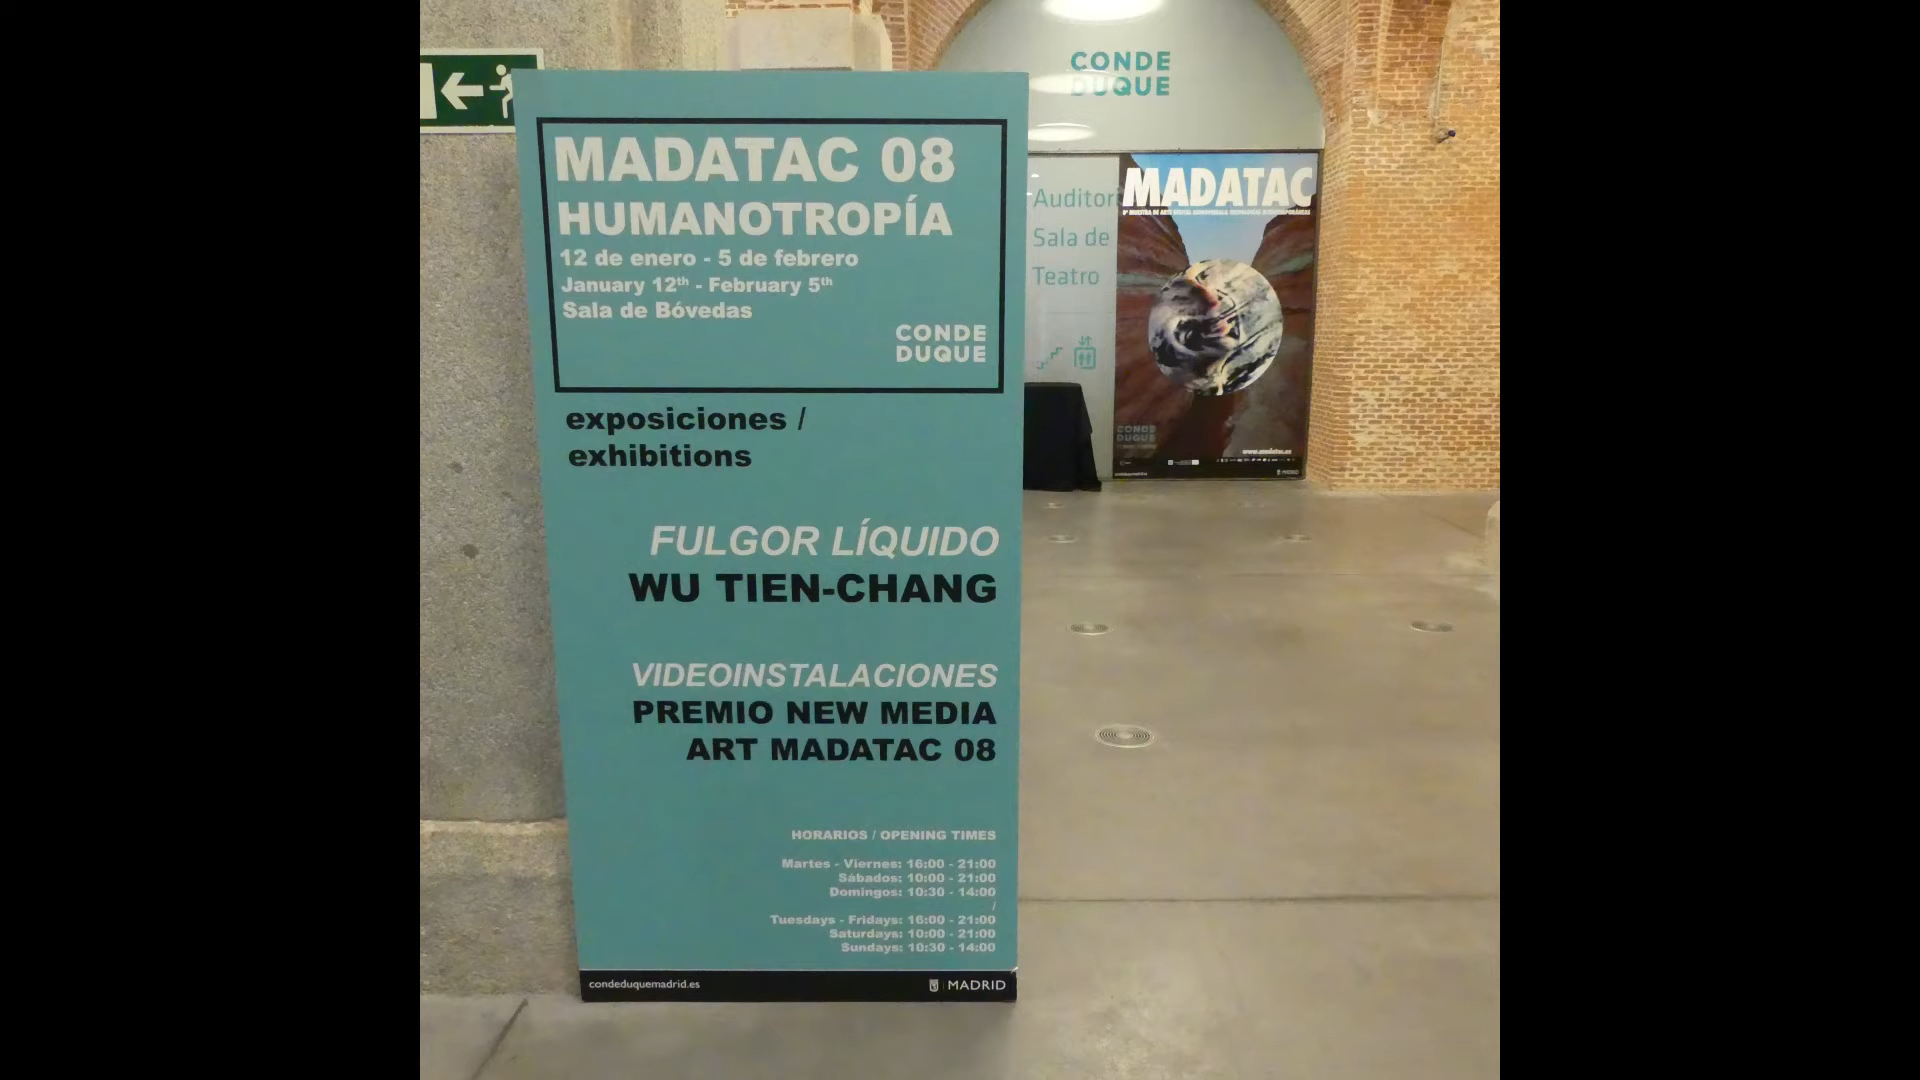 MADATAC 08
HUMANOTROPÍA
12 de enero - 5 de febrero
January 12th - February 5th
Sala de Bóvedas
CONDE
DUQUE
exposiciones /
exhibitions
FULGOR LÍQUIDO
WU TIEN-CHANG
VIDEOINSTALACIONES
PREMIO NEW MEDIA
ART MADATAC 08
HORARIOS / OPENING TIMES
Martes - Viernes: 16:00 - 21:00
Sábados: 10:00 - 21:00
Domingos: 10:30 - 14:00
/
Tuesdays - Fridays: 16:00 - 21:00
Saturdays: 10:00 - 21:00
Sundays: 10:30 - 14:00
condeduquemadrid.es
MADRID
CONDE
DUQUE
Auditori
Sala de
Teatro
MADATAC
CONDE
DUQUE
www.madatac.es
MADRID